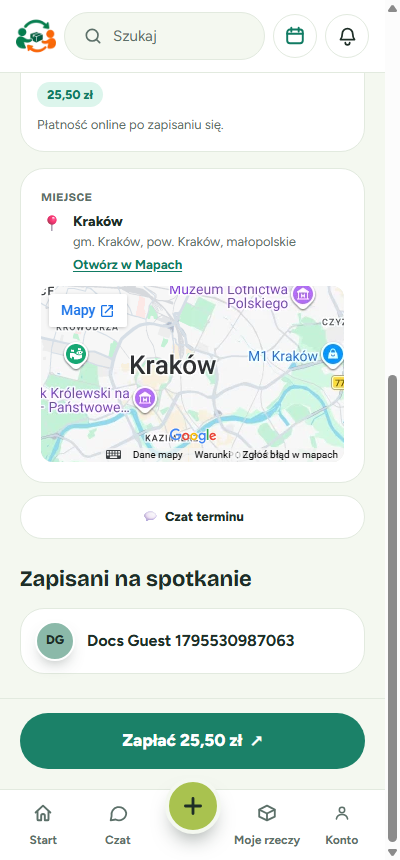 Szukaj
25,50 zł
Płatność online po zapisaniu się.
MIEJSCE
Kraków
gm. Kraków, pow. Kraków, małopolskie
Otwórz w Mapach
Muzeum Lotnictwa
Polskiego
Mapy
KROWODRZA
Kraków
M1 Kraków
77
k Królewski na
Państwowe...
Google
Dane mapy
Warunki
Zgłoś błąd w mapach
Czat terminu
Zapisani na spotkanie
DG
Docs Guest 1795530987063
Zapłać 25,50 zł ↗
Start
Czat
Moje rzeczy
Konto